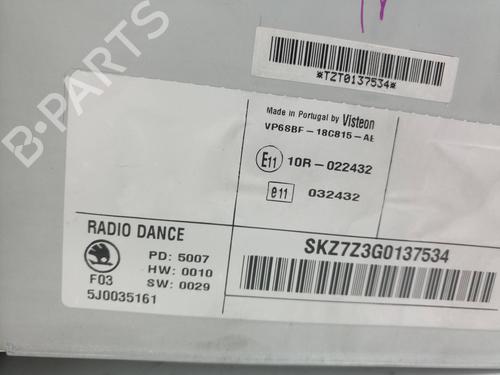 *TZT0137534*
Made in Portugal by Visteon
VP6SBF-18C815-AE
E11 10R-022432
e11 032432
RADIO DANCE
SKZ7Z3G0137534
PD: 5007
HW: 0010
F03 SW: 0029
5J0035161
B-PARTS